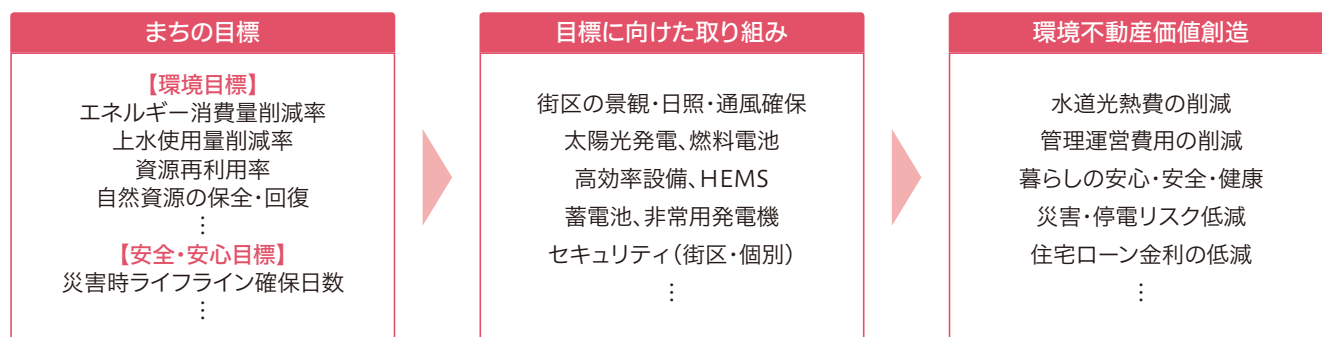 まちの目標
【環境目標】
エネルギー消費量削減率
上水使用量削減率
資源再利用率
自然資源の保全・回復
⋮
【安全・安心目標】
災害時ライフライン確保日数
⋮
目標に向けた取り組み
街区の景観・日照・通風確保
太陽光発電、燃料電池
高効率設備、HEMS
蓄電池、非常用発電機
セキュリティ（街区・個別）
⋮
環境不動産価値創造
水道光熱費の削減
管理運営費用の削減
暮らしの安心・安全・健康
災害・停電リスク低減
住宅ローン金利の低減
⋮